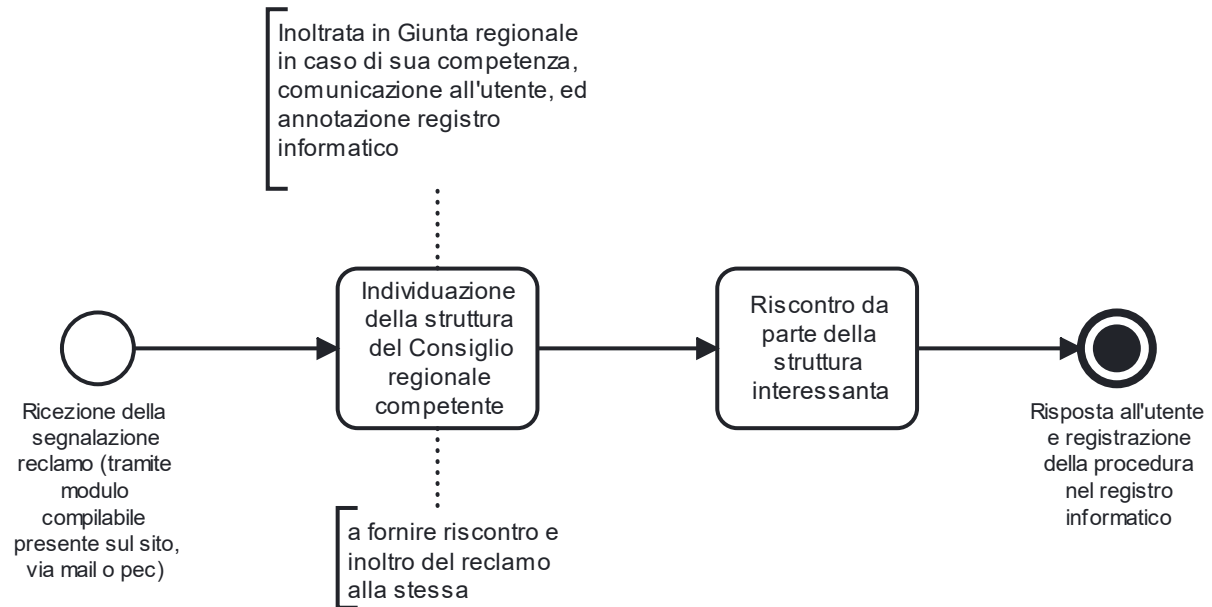 Inoltrata in Giunta regionale
in caso di sua competenza,
comunicazione all'utente, ed
annotazione registro
informatico
Individuazione
della struttura
del Consiglio
regionale
competente
Riscontro da
parte della
struttura
interessanta
Ricezione della
segnalazione
reclamo (tramite
modulo
compilabile
presente sul sito,
via mail o pec)
Risposta all'utente
e registrazione
della procedura
nel registro
informatico
a fornire riscontro e
inoltro del reclamo
alla stessa